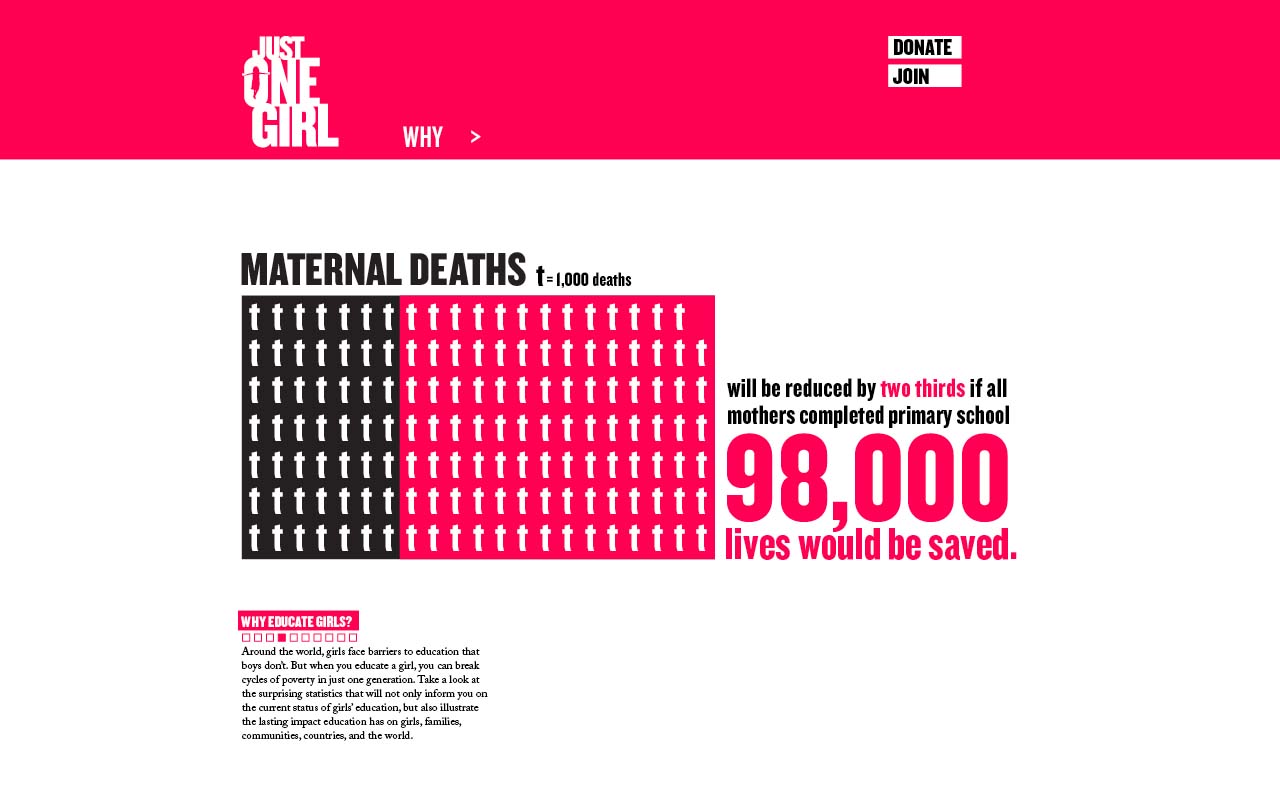 JUST
ONE
GIRL
WHY >
DONATE
JOIN
MATERNAL DEATHS t = 1,000 deaths
t t t t t t t t t t t t t t t t t t t t
t t t t t t t t t t t t t t t t t t t t t
t t t t t t t t t t t t t t t t t t t t t
t t t t t t t t t t t t t t t t t t t t t
t t t t t t t t t t t t t t t t t t t t t
t t t t t t t t t t t t t t t t t t t t t
t t t t t t t t t t t t t t t t t t t t t
will be reduced by two thirds if all
mothers completed primary school
98,000
lives would be saved.
WHY EDUCATE GIRLS?
Around the world, girls face barriers to education that
boys don't. But when you educate a girl, you can break
cycles of poverty in just one generation. Take a look at
the surprising statistics that will not only inform you on
the current status of girls' education, but also illustrate
the lasting impact education has on girls, families,
communities, countries, and the world.